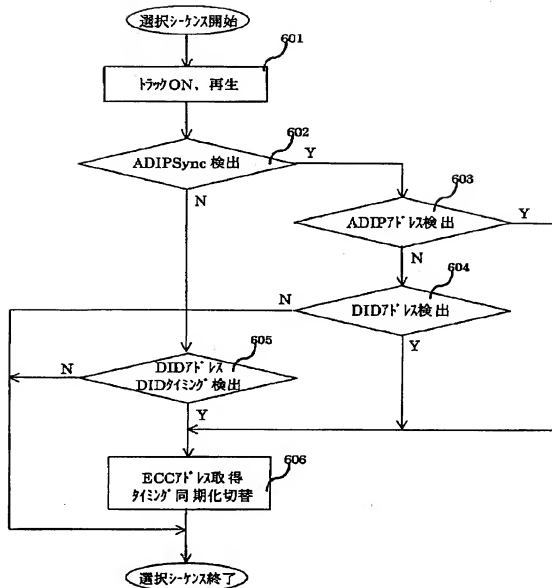 選択シーケンス開始
601
トラックON、再生
602
ADIPSync 検出
Y
N
603
ADIPアドレス検出
Y
N
604
DIDアドレス検出
N
Y
605
DIDアドレス
DIDタイミング検出
N
Y
606
ECCアドレス取得
タイミング同期化切替
選択シーケンス終了